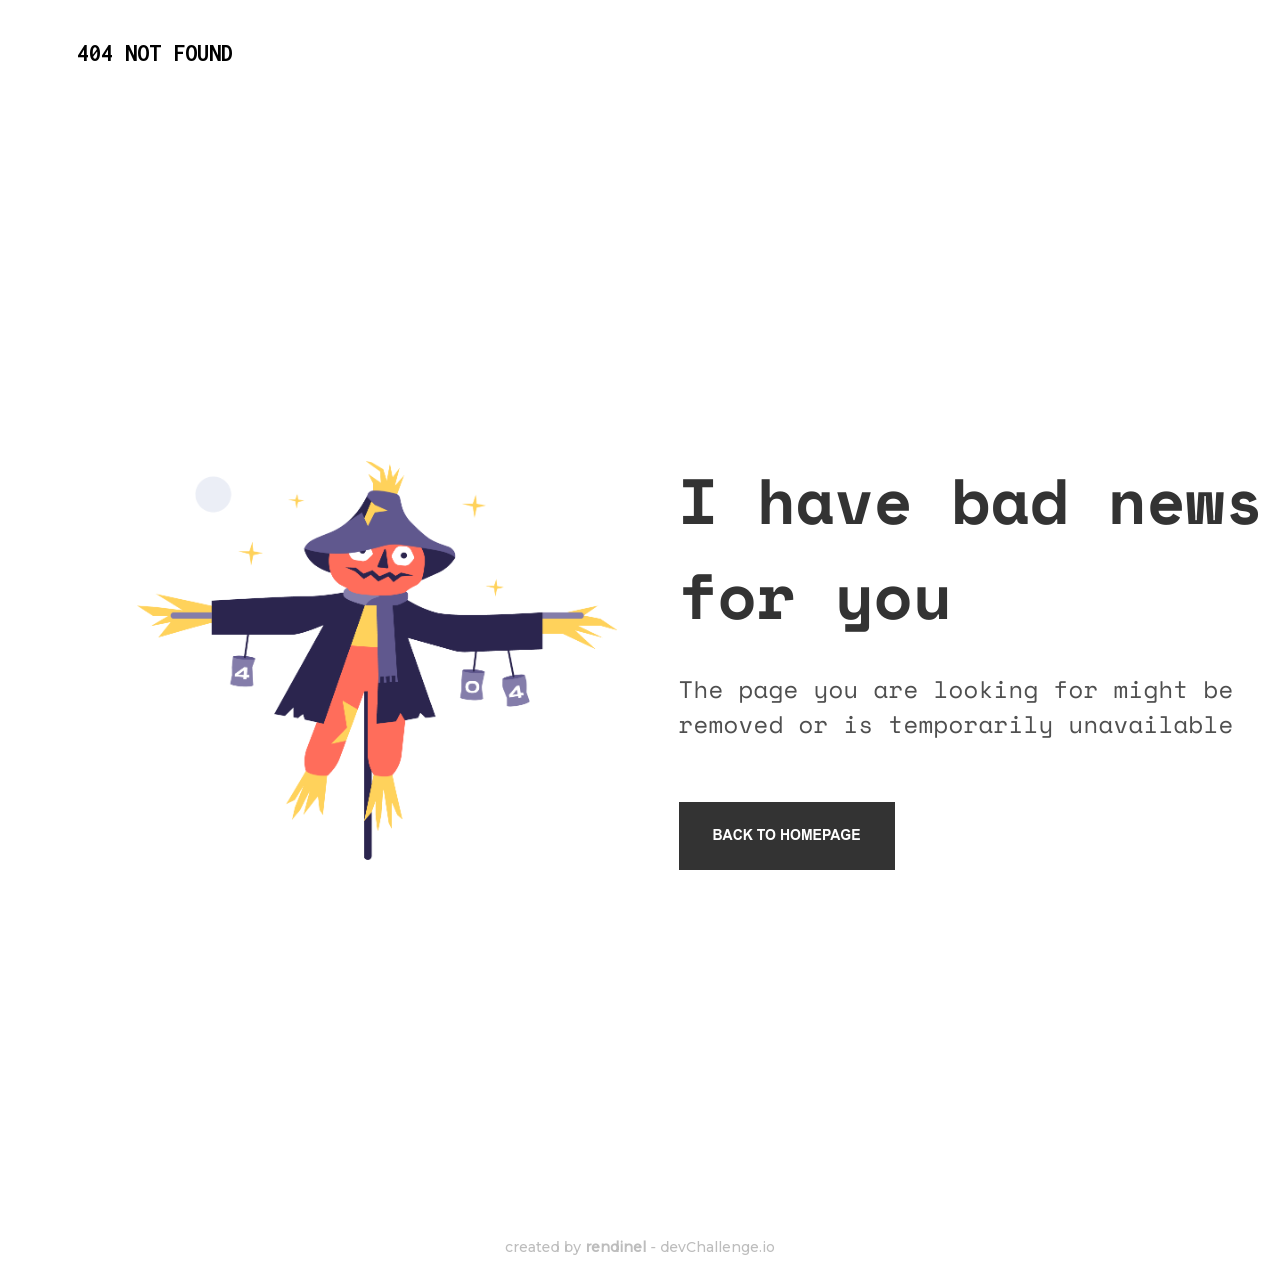 404 NOT FOUND
I have bad news
for you
The page you are looking for might be
removed or is temporarily unavailable
BACK TO HOMEPAGE
4
0
4
created by rendinel - devChallenge.io